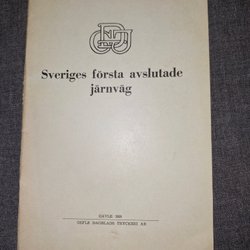 Sveriges första avslutade
järnväg
GÄVLE
GEFLE DAGBLADS TRYCKERI AB